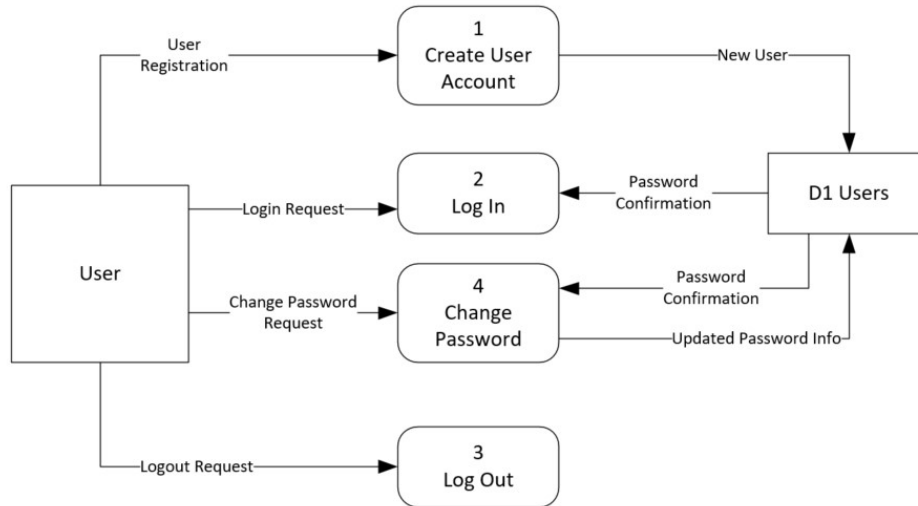 User
Registration
1
Create User
Account
New User
2
Log In
Login Request
Password
Confirmation
D1 Users
User
Change Password
Request
4
Change
Password
Password
Confirmation
Updated Password Info
Logout Request
3
Log Out